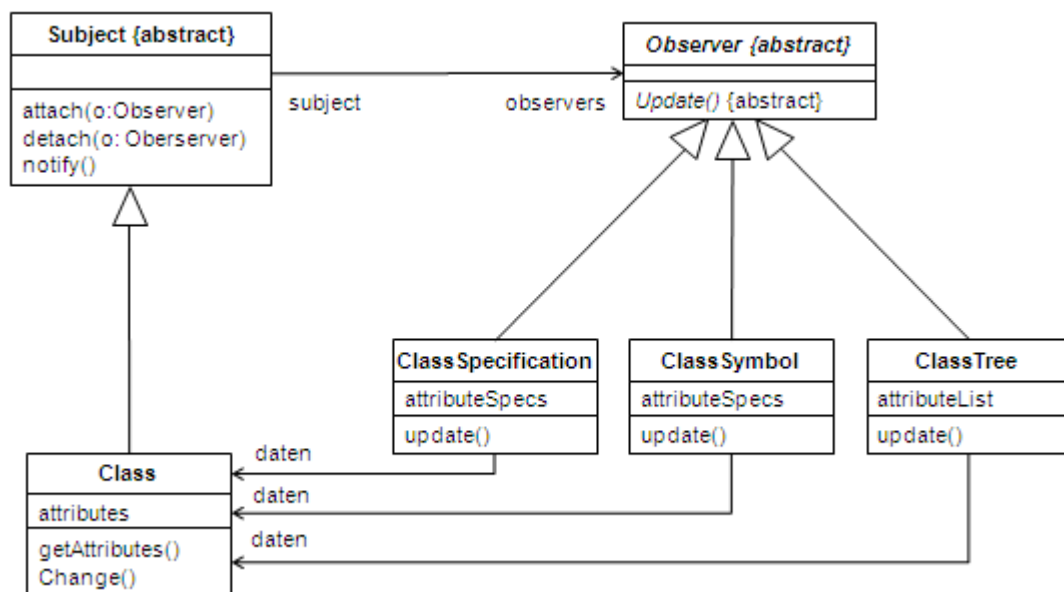 Subject {abstract}
attach(o:Observer)
detach(o: Oberserver)
notify()
subject
observers
Observer {abstract}
Update() {abstract}
ClassSpecification
attributeSpecs
update()
ClassSymbol
attributeSpecs
update()
ClassTree
attributeList
update()
daten
daten
daten
Class
attributes
getAttributes()
Change()